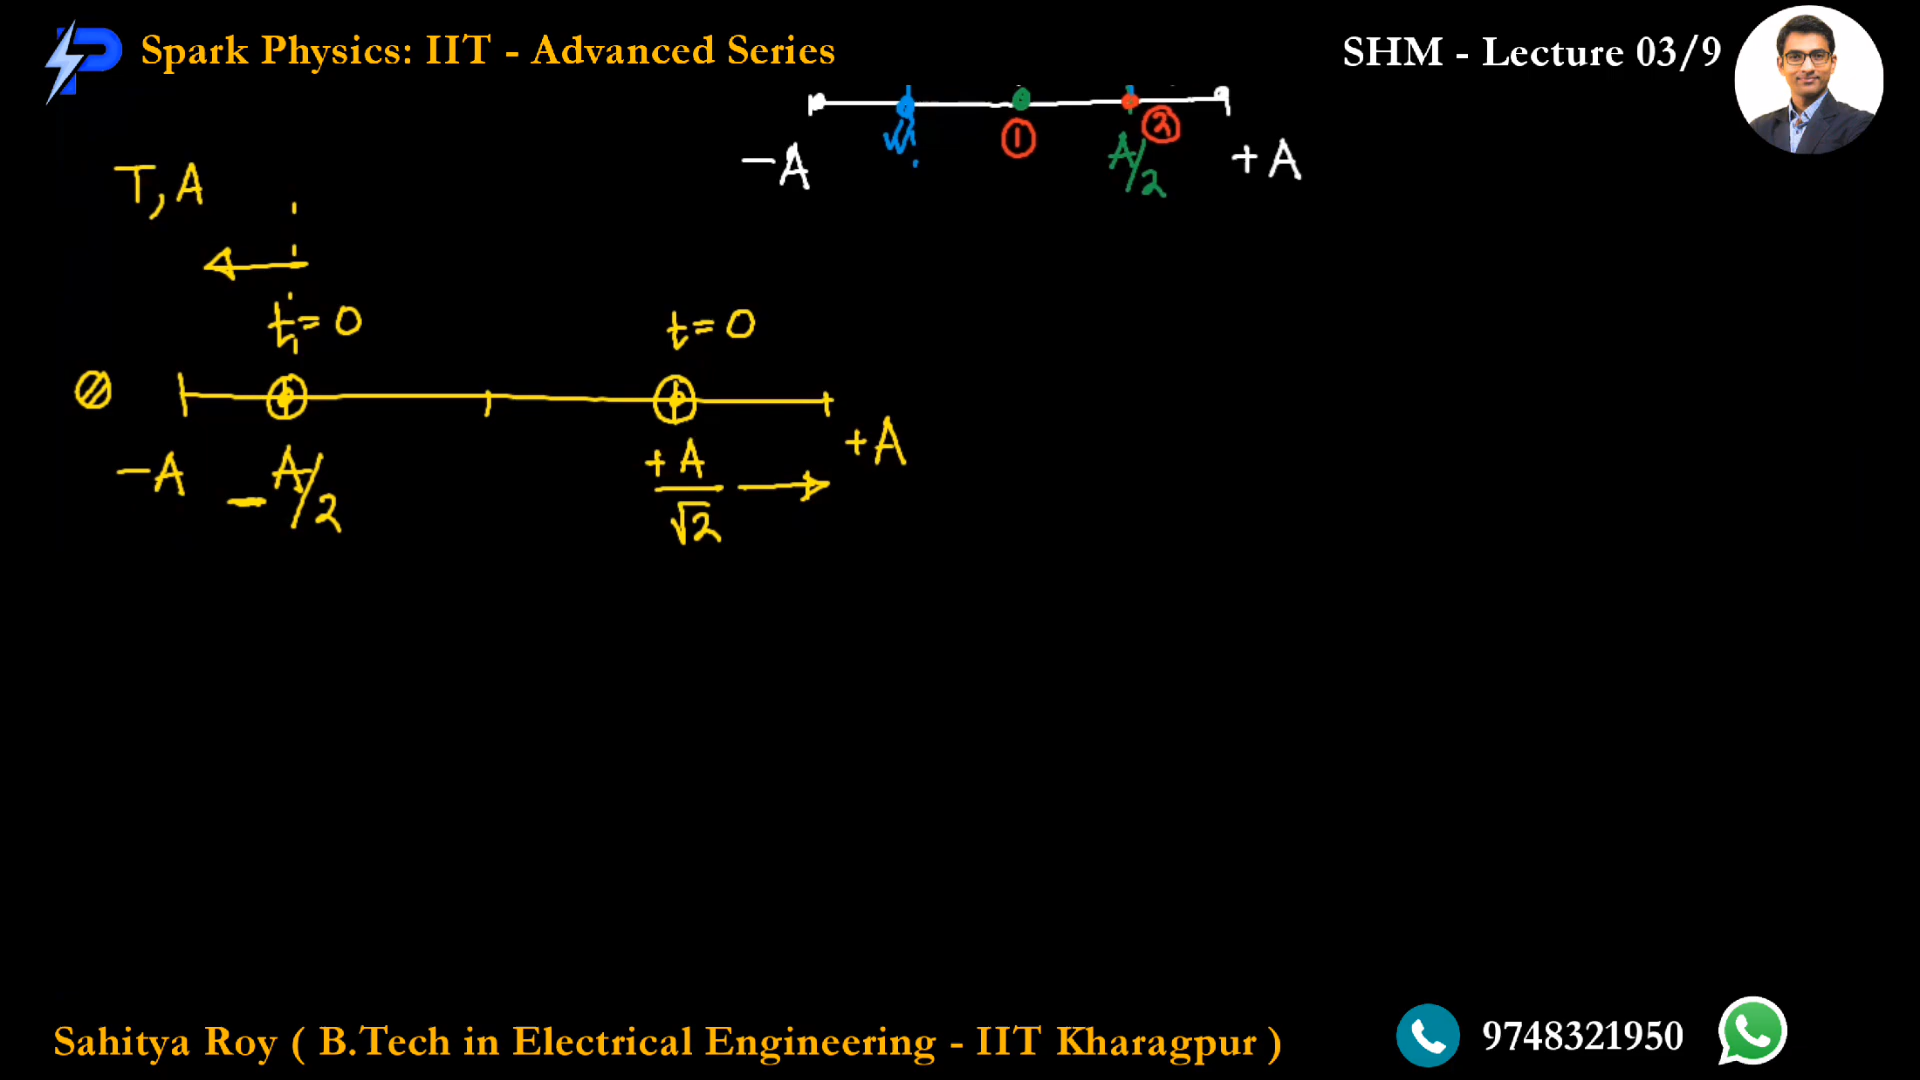 Spark Physics: IIT - Advanced Series
SHM - Lecture 03/9
-A
①
②
A/2
+A
T, A
t=0
t=0
-A
-A/2
+A/√2
+A
Sahitya Roy ( B.Tech in Electrical Engineering - IIT Kharagpur )
9748321950